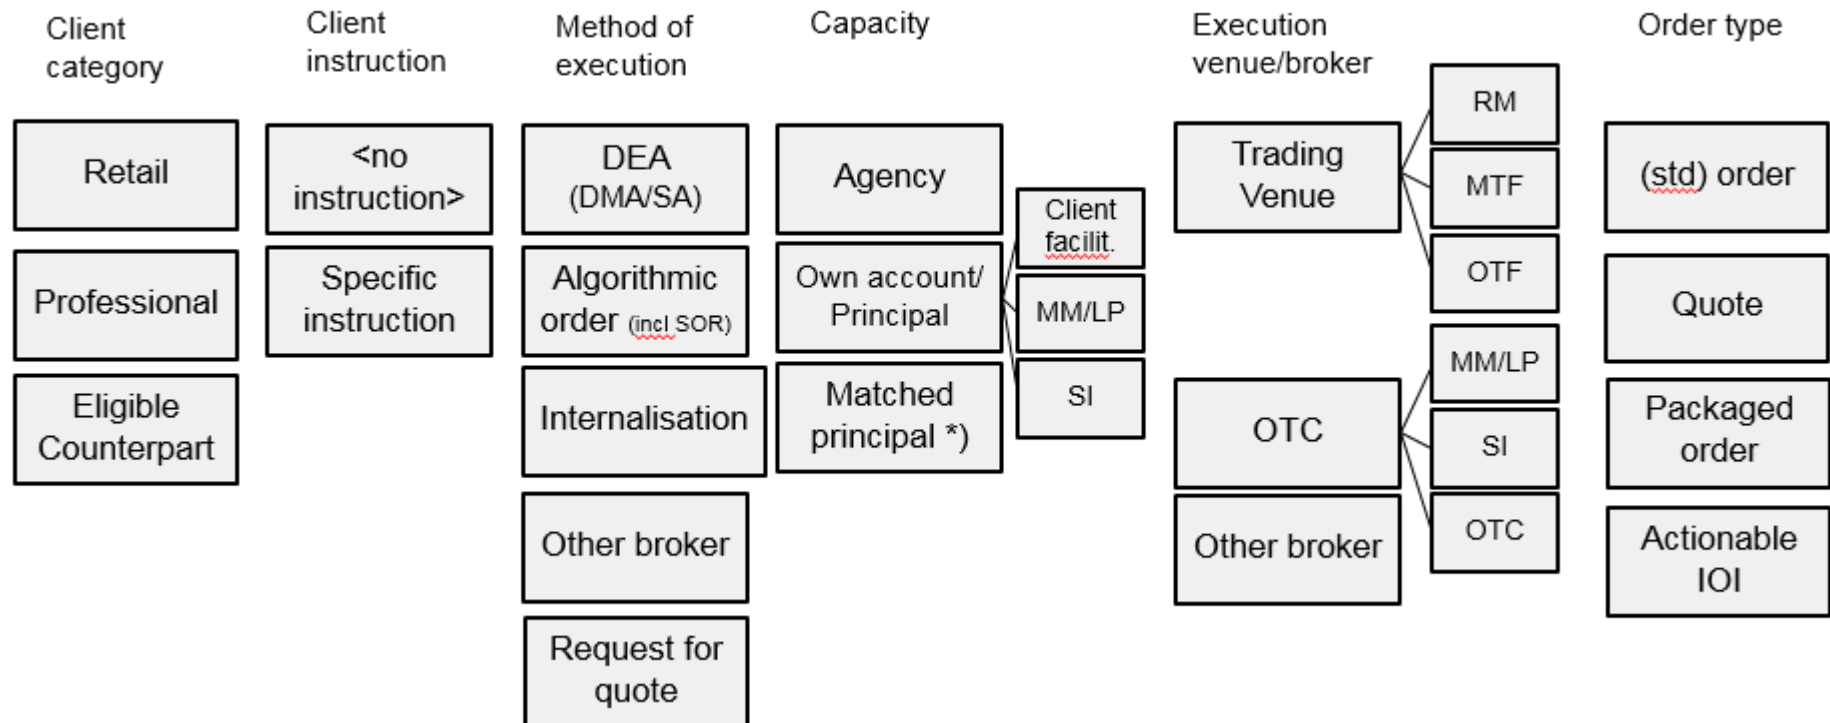 Client
category
Client
instruction
Method of
execution
Capacity
Execution
venue/broker
Order type
Retail
Professional
Eligible
Counterpart
<no
instruction>
Specific
instruction
DEA
(DMA/SA)
Algorithmic
order (incl SOR)
Internalisation
Other broker
Request for
quote
Agency
Own account/
Principal
Matched
principal *)
Client
facilit.
MM/LP
SI
Trading
Venue
OTC
Other broker
RM
MTF
OTF
MM/LP
SI
OTC
(std) order
Quote
Packaged
order
Actionable
IOI